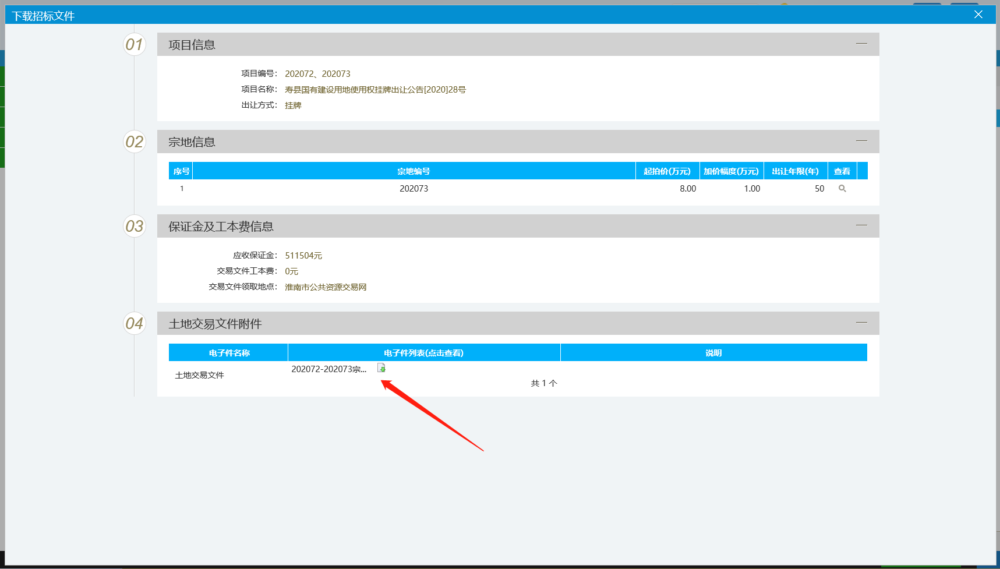 下载招标文件
01 项目信息
项目编号： 202072、202073
项目名称： 寿县国有建设用地使用权挂牌出让公告[2020]28号
出让方式： 挂牌
02 宗地信息
序号 宗地编号 起拍价(万元) 加价幅度(万元) 出让年限(年) 查看
1 202073 8.00 1.00 50
03 保证金及工本费信息
应收保证金： 511504元
交易文件工本费： 0元
交易文件领取地点： 淮南市公共资源交易网
04 土地交易文件附件
电子件名称 电子件列表(点击查看) 说明
土地交易文件 202072-202073宗...
共 1 个